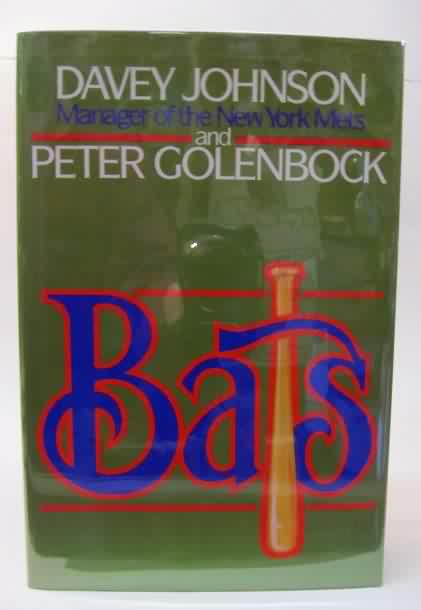 DAVEY JOHNSON
Manager of the New York Mets
and
PETER GOLENBOCK
Bats